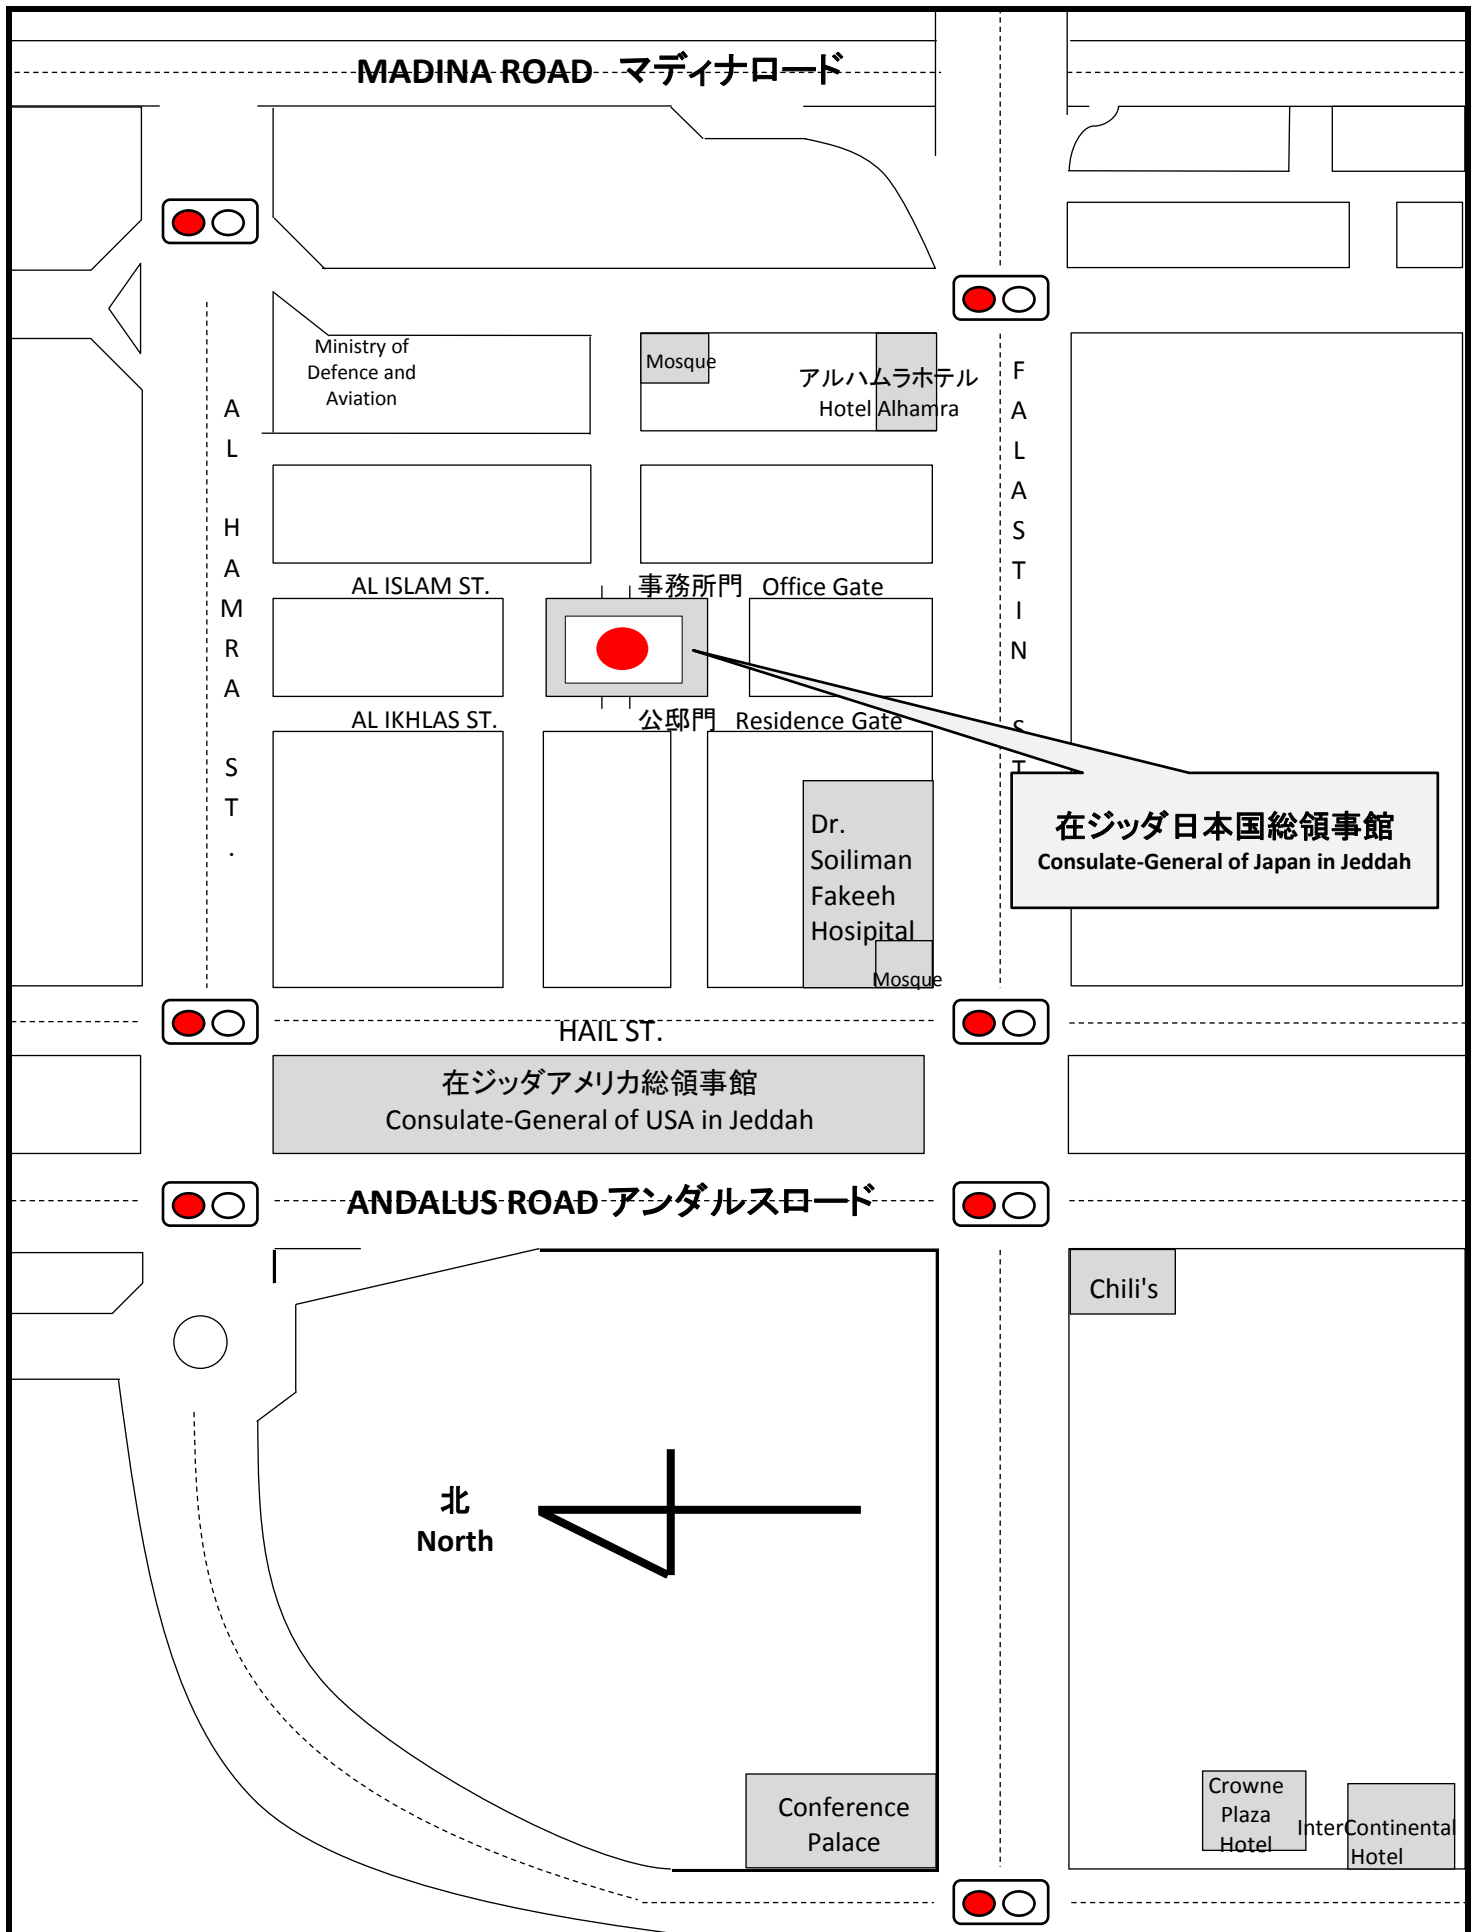 MADINA ROAD マディナロード
Ministry of
Defence and
Aviation
Mosque
アルハムラホテル
Hotel Alhamra
AL HAMRA ST.
FALASTIN ST
AL ISLAM ST.
事務所門 Office Gate
AL IKHLAS ST.
公邸門 Residence Gate
在ジッダ日本国総領事館
Consulate-General of Japan in Jeddah
Dr.
Soiliman
Fakeeh
Hosipital
Mosque
HAIL ST.
在ジッダアメリカ総領事館
Consulate-General of USA in Jeddah
ANDALUS ROAD アンダルスロード
Chili's
北
North
Conference
Palace
Crowne
Plaza
Hotel
InterContinental
Hotel